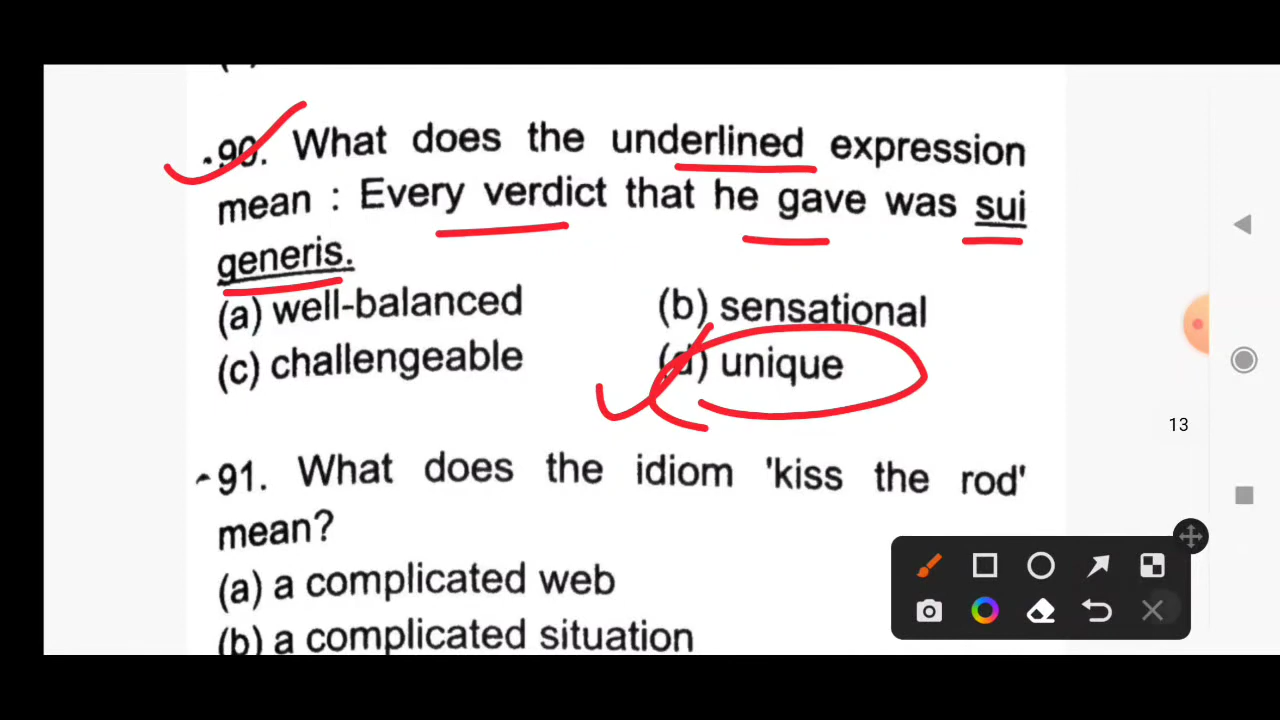 90. What does the underlined expression
mean : Every verdict that he gave was sui
generis.
(a) well-balanced (b) sensational
(c) challengeable (d) unique
91. What does the idiom 'kiss the rod'
mean?
(a) a complicated web
(b) a complicated situation
13